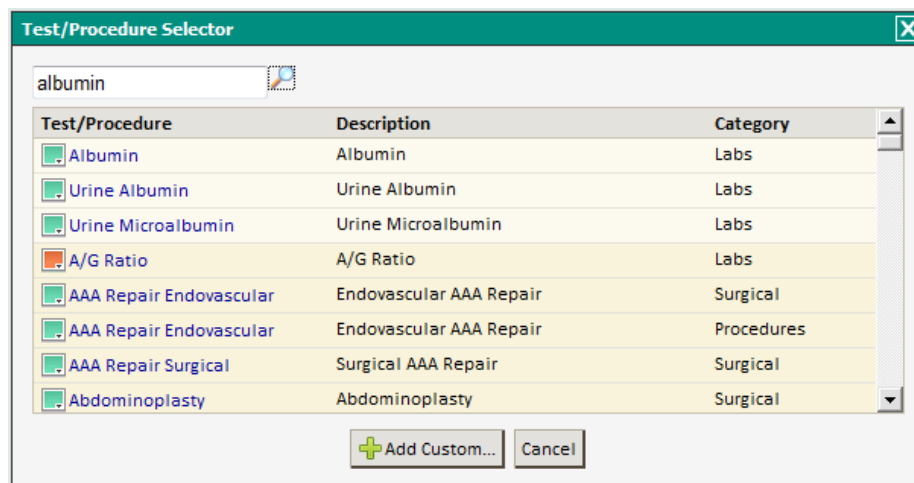 Test/Procedure Selector
albumin
Test/Procedure Description Category
Albumin Albumin Labs
Urine Albumin Urine Albumin Labs
Urine Microalbumin Urine Microalbumin Labs
A/G Ratio A/G Ratio Labs
AAA Repair Endovascular Endovascular AAA Repair Surgical
AAA Repair Endovascular Endovascular AAA Repair Procedures
AAA Repair Surgical Surgical AAA Repair Surgical
Abdominoplasty Abdominoplasty Surgical
Add Custom... Cancel